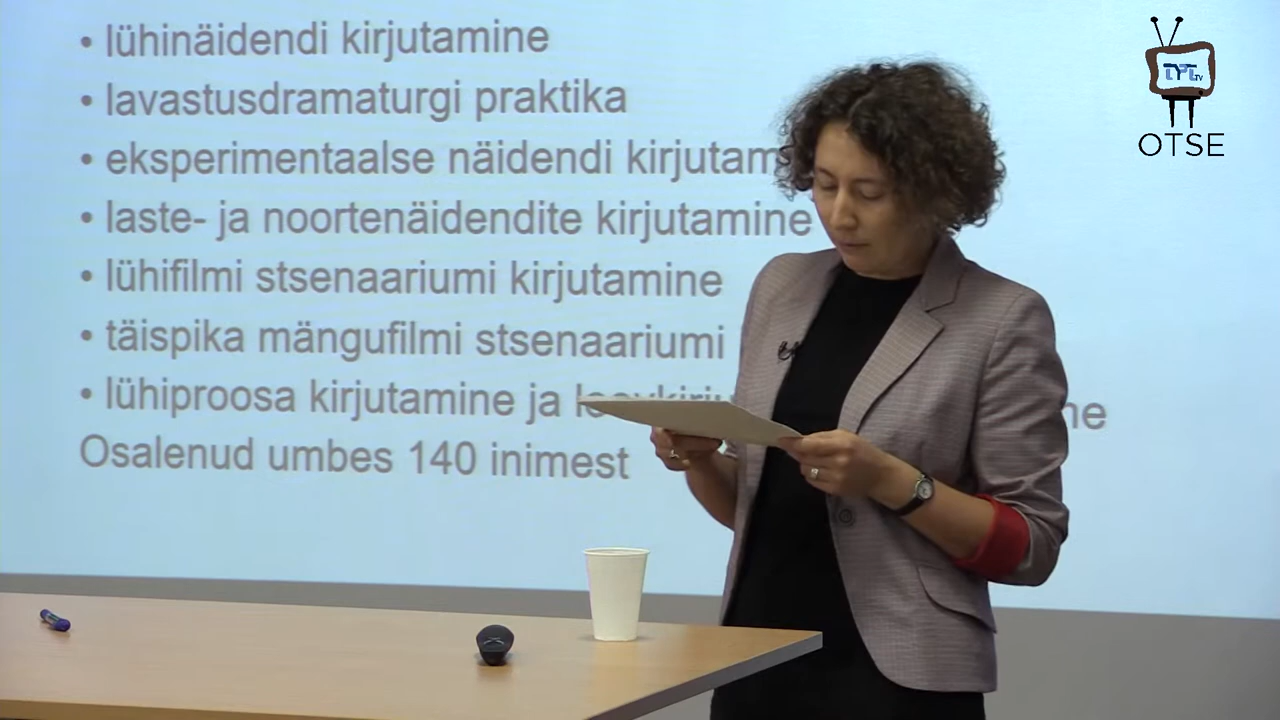 • lühinäidendi kirjutamine
• lavastusdramaturgi praktika
• eksperimentaalse näidendi kirjutam
• laste- ja noortenäidendite kirjutamine
• lühifilmi stsenaariumi kirjutamine
• täispika mängufilmi stsenaariumi
• lühiproosa kirjutamine ja
Osalenud umbes 140 inimest
OTSE